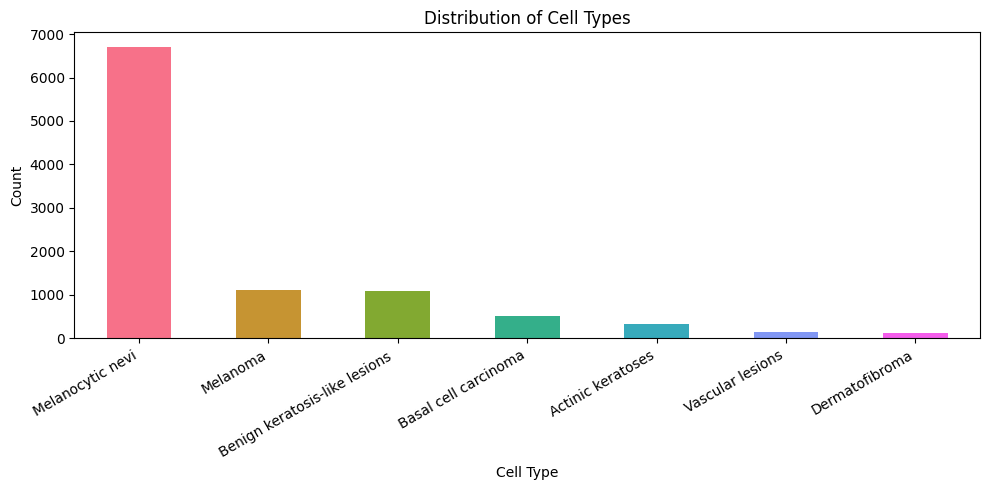 Distribution of Cell Types
7000
6000
5000
4000
3000
2000
1000
0
Count
Melanocytic nevi
Melanoma
Benign keratosis-like lesions
Basal cell carcinoma
Actinic keratoses
Vascular lesions
Dermatofibroma
Cell Type